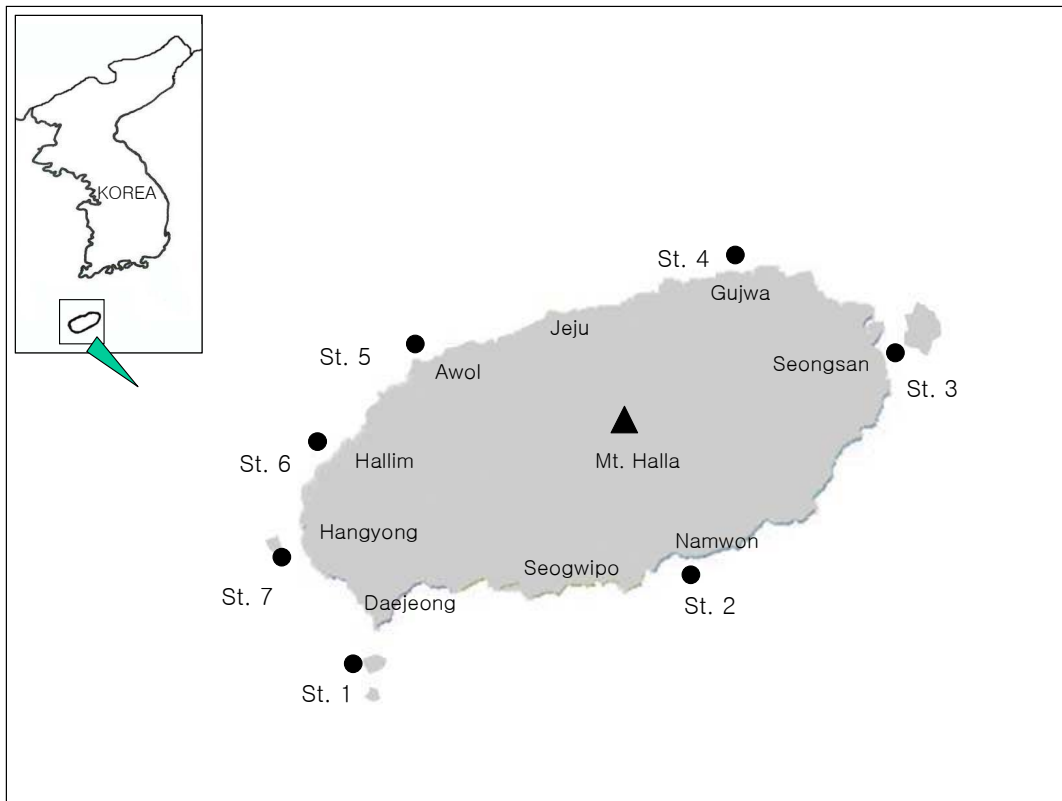 KOREA
St. 4
Gujwa
Jeju
St. 5
Awol
Seongsan
St. 3
St. 6
Hallim
Mt. Halla
Hangyong
Namwon
Seogwipo
St. 7
Daejeong
St. 2
St. 1